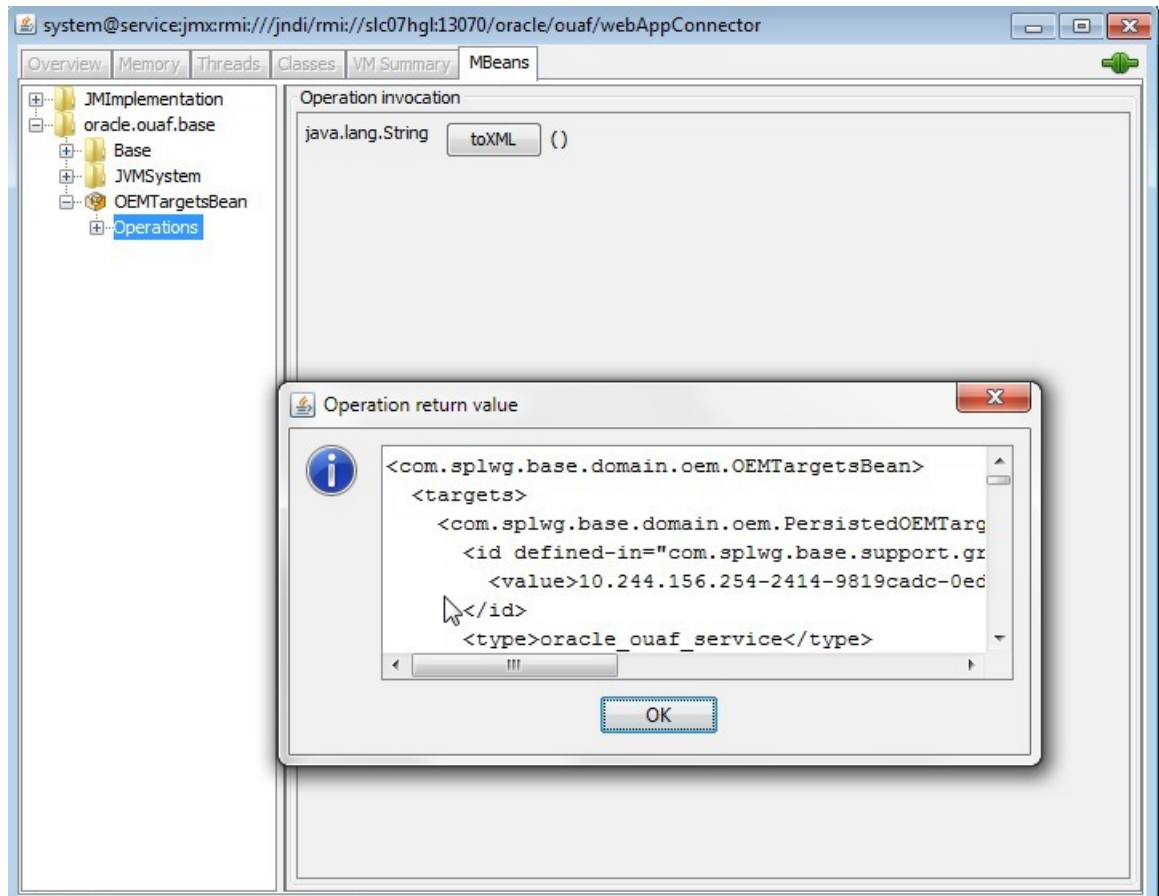 system@service:jmx:rmi:///jndi/rmi://slc07hgl:13070/oracle/ouaf/webAppConnector
Overview Memory Threads Classes VM Summary MBeans
JMImplementation
oracle.ouaf.base
Base
JVMSystem
OEMTargetsBean
Operations
Operation invocation
java.lang.String toXML ()
Operation return value
<com.splwg.base.domain.oem.OEMTargetsBean>
<targets>
<com.splwg.base.domain.oem.PersistedOEMTarg
<id defined-in="com.splwg.base.support.gr
<value>10.244.156.254-2414-9819cadc-0ed
</id>
<type>oracle_ouaf_service</type>
OK